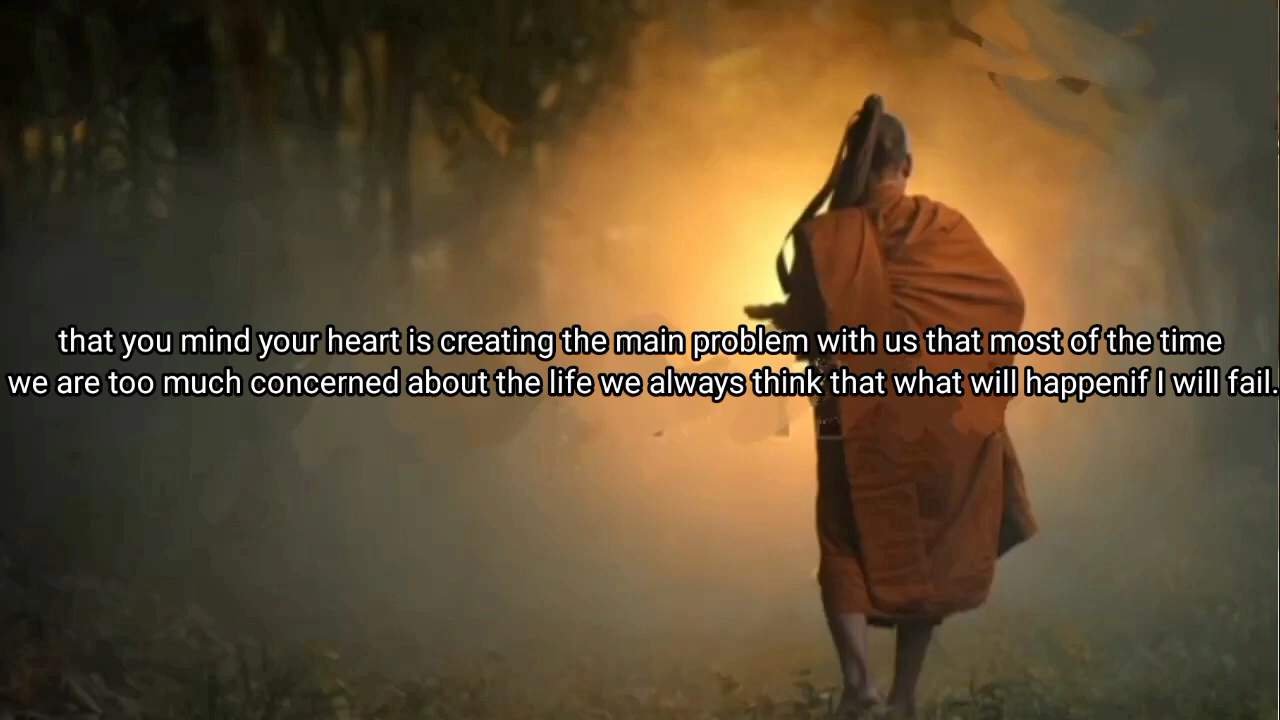 that you mind your heart is creating the main problem with us that most of the time
we are too much concerned about the life we always think that what will happenif I will fail.